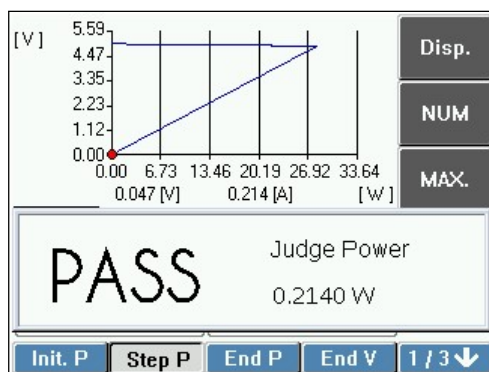 [V]
5.59
4.47
3.35
2.23
1.12
0.00
0.00 6.73 13.46 20.19 26.92 33.64
0.047 [V] 0.214 [A] [W]
Disp.
NUM
MAX.
PASS
Judge Power
0.2140 W
Init. P Step P End P End V 1 / 3